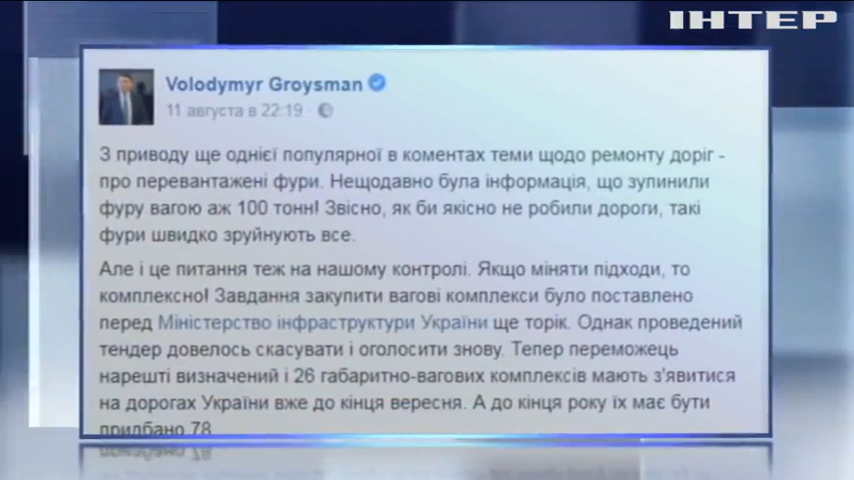 ІНТЕР
Volodymyr Groysman
11 августа в 22:19
З приводу ще однієї популярної в коментах теми щодо ремонту доріг -
про перевантажені фури. Нещодавно була інформація, що зупинили
фуру вагою аж 100 тонн! Звісно, як би якісно не робили дороги, такі
фури швидко зруйнують все.
Але і це питання теж на нашому контролі. Якщо міняти підходи, то
комплексно! Завдання закупити вагові комплекси було поставлено
перед Міністерство інфраструктури України ще торік. Однак проведений
тендер довелось скасувати і оголосити знову. Тепер переможець
нарешті визначений і 26 габаритно-вагових комплексів мають з'явитися
на дорогах України вже до кінця вересня. А до кінця року їх має бути
придбано 78